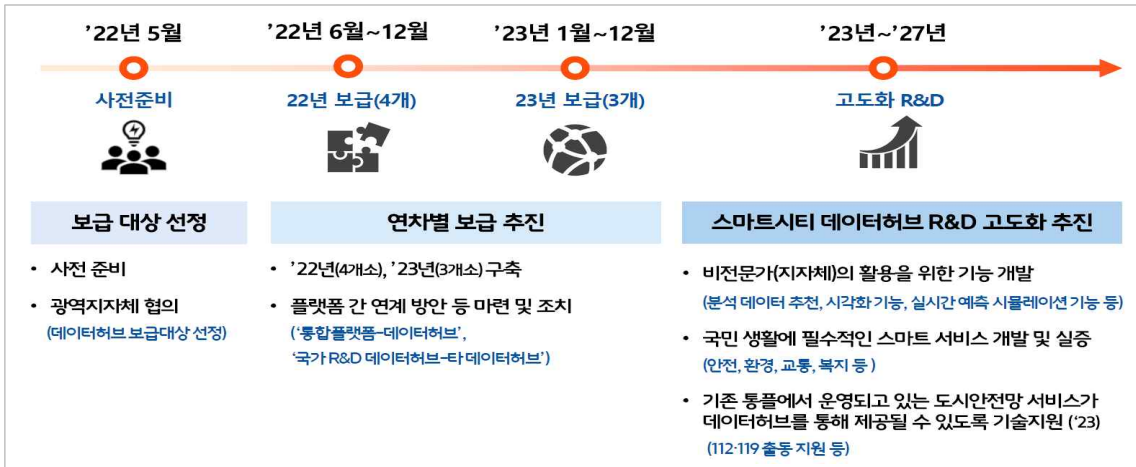 ’22년 5월
’22년 6월~12월
’23년 1월~12월
’23년~’27년
사전준비
22년 보급(4개)
23년 보급(3개)
고도화 R&D
보급 대상 선정
• 사전 준비
• 광역지자체 협의
(데이터허브 보급대상 선정)
연차별 보급 추진
• ’22년(4개소), ’23년(3개소) 구축
• 플랫폼 간 연계 방안 등 마련 및 조치
(‘통합플랫폼-데이터허브’,
‘국가 R&D 데이터허브-타 데이터허브’)
스마트시티 데이터허브 R&D 고도화 추진
• 비전문가(지자체)의 활용을 위한 기능 개발
(분석 데이터 추천, 시각화 기능, 실시간 예측 시뮬레이션 기능 등)
• 국민 생활에 필수적인 스마트 서비스 개발 및 실증
(안전, 환경, 교통, 복지 등 )
• 기존 통플에서 운영되고 있는 도시안전망 서비스가
데이터허브를 통해 제공될 수 있도록 기술지원 (‘23)
(112·119 출동 지원 등)